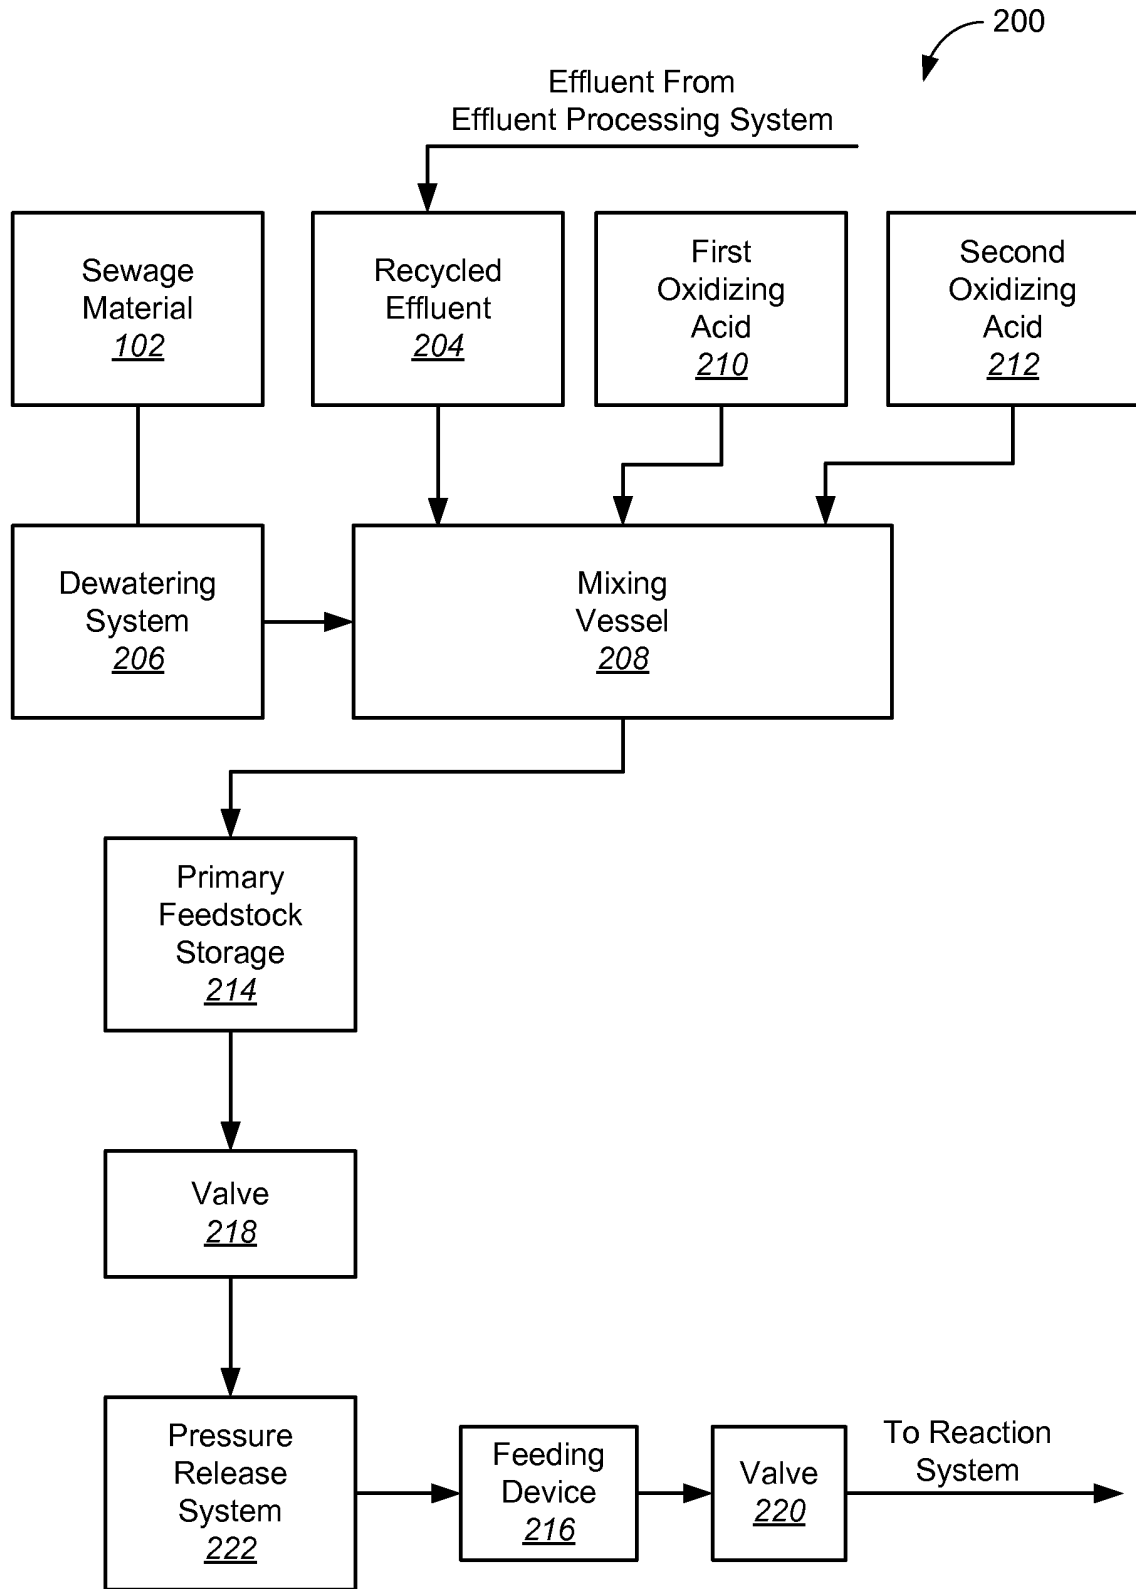 200
Effluent From
Effluent Processing System
Sewage
Material
102
Recycled
Effluent
204
First
Oxidizing
Acid
210
Second
Oxidizing
Acid
212
Dewatering
System
206
Mixing
Vessel
208
Primary
Feedstock
Storage
214
Valve
218
Pressure
Release
System
222
Feeding
Device
216
Valve
220
To Reaction
System